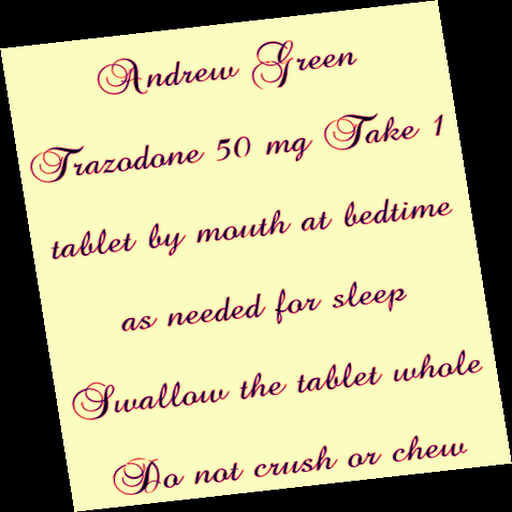 Andrew Green
Trazodone 50 mg Take 1
tablet by mouth at bedtime
as needed for sleep
Swallow the tablet whole
Do not crush or chew